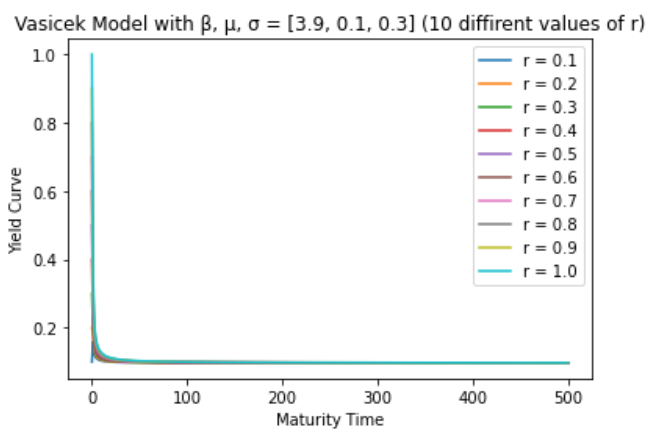 Vasicek Model with β, μ, σ = [3.9, 0.1, 0.3] (10 diffirent values of r)
1.0
0.8
0.6
0.4
0.2
Yield Curve
r = 0.1
r = 0.2
r = 0.3
r = 0.4
r = 0.5
r = 0.6
r = 0.7
r = 0.8
r = 0.9
r = 1.0
0 100 200 300 400 500
Maturity Time